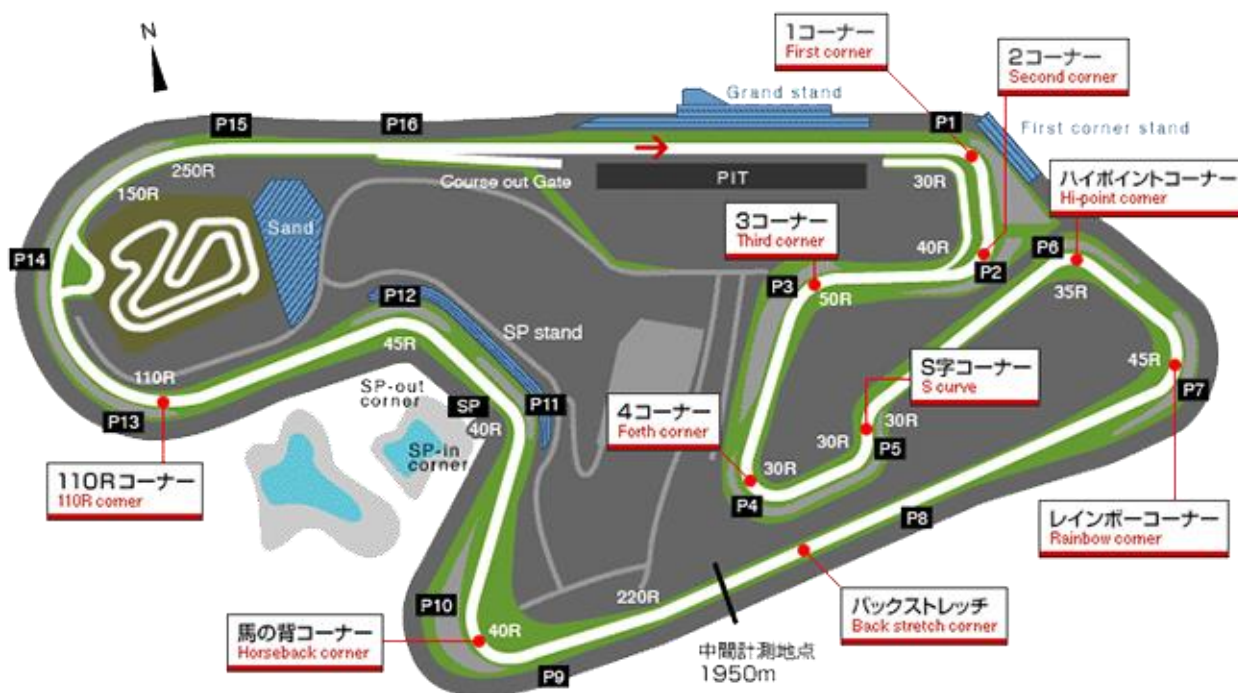 N
1コーナー
First corner
2コーナー
Second corner
Grand stand
P15
P16
P1
First corner stand
250R
Course out Gate
PIT
30R
150R
ハイポイントコーナー
Hi-point corner
Sand
3コーナー
Third corner
40R
P6
P14
P2
P3
50R
35R
P12
SP stand
45R
S字コーナー
S curve
45R
110R
SP-out
corner
P7
P13
SP
40R
P11
4コーナー
Forth corner
30R
30R
P5
SP-in
corner
110Rコーナー
110R corner
30R
P4
P8
レインボーコーナー
Rainbow corner
P10
220R
バックストレッチ
Back stretch corner
馬の背コーナー
Horseback corner
40R
P9
中間計測地点
1950m